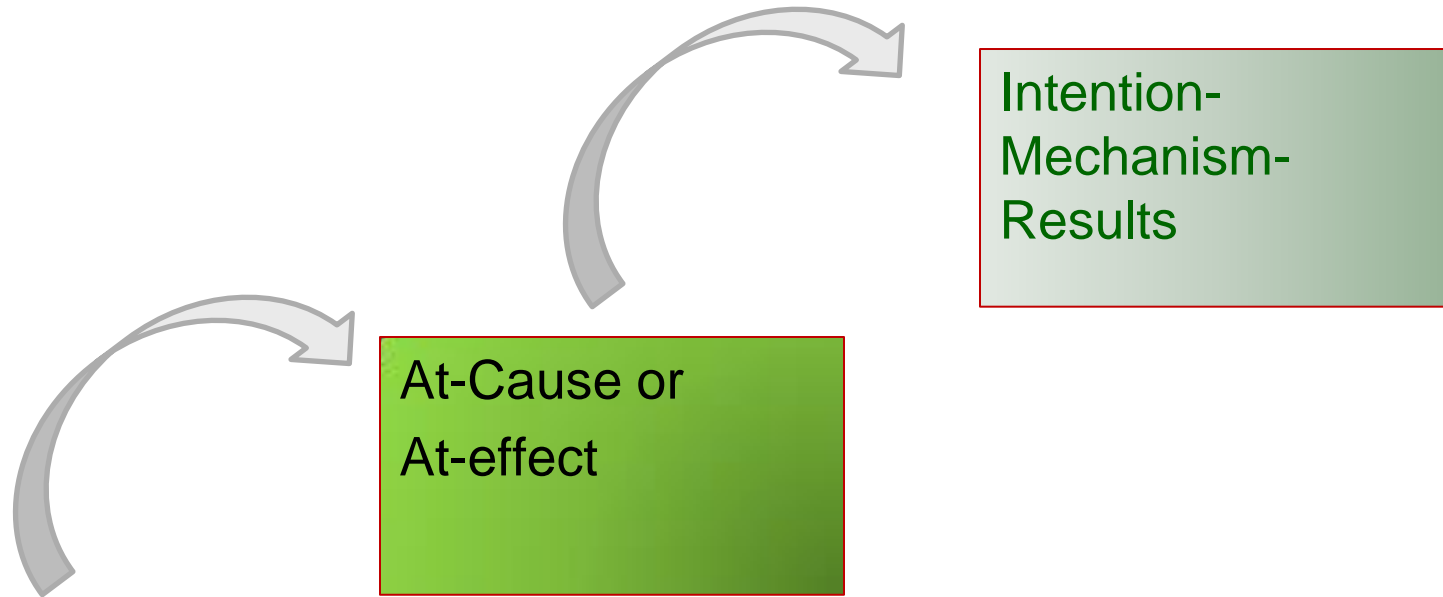 Intention-
Mechanism-
Results
At-Cause or
At-effect